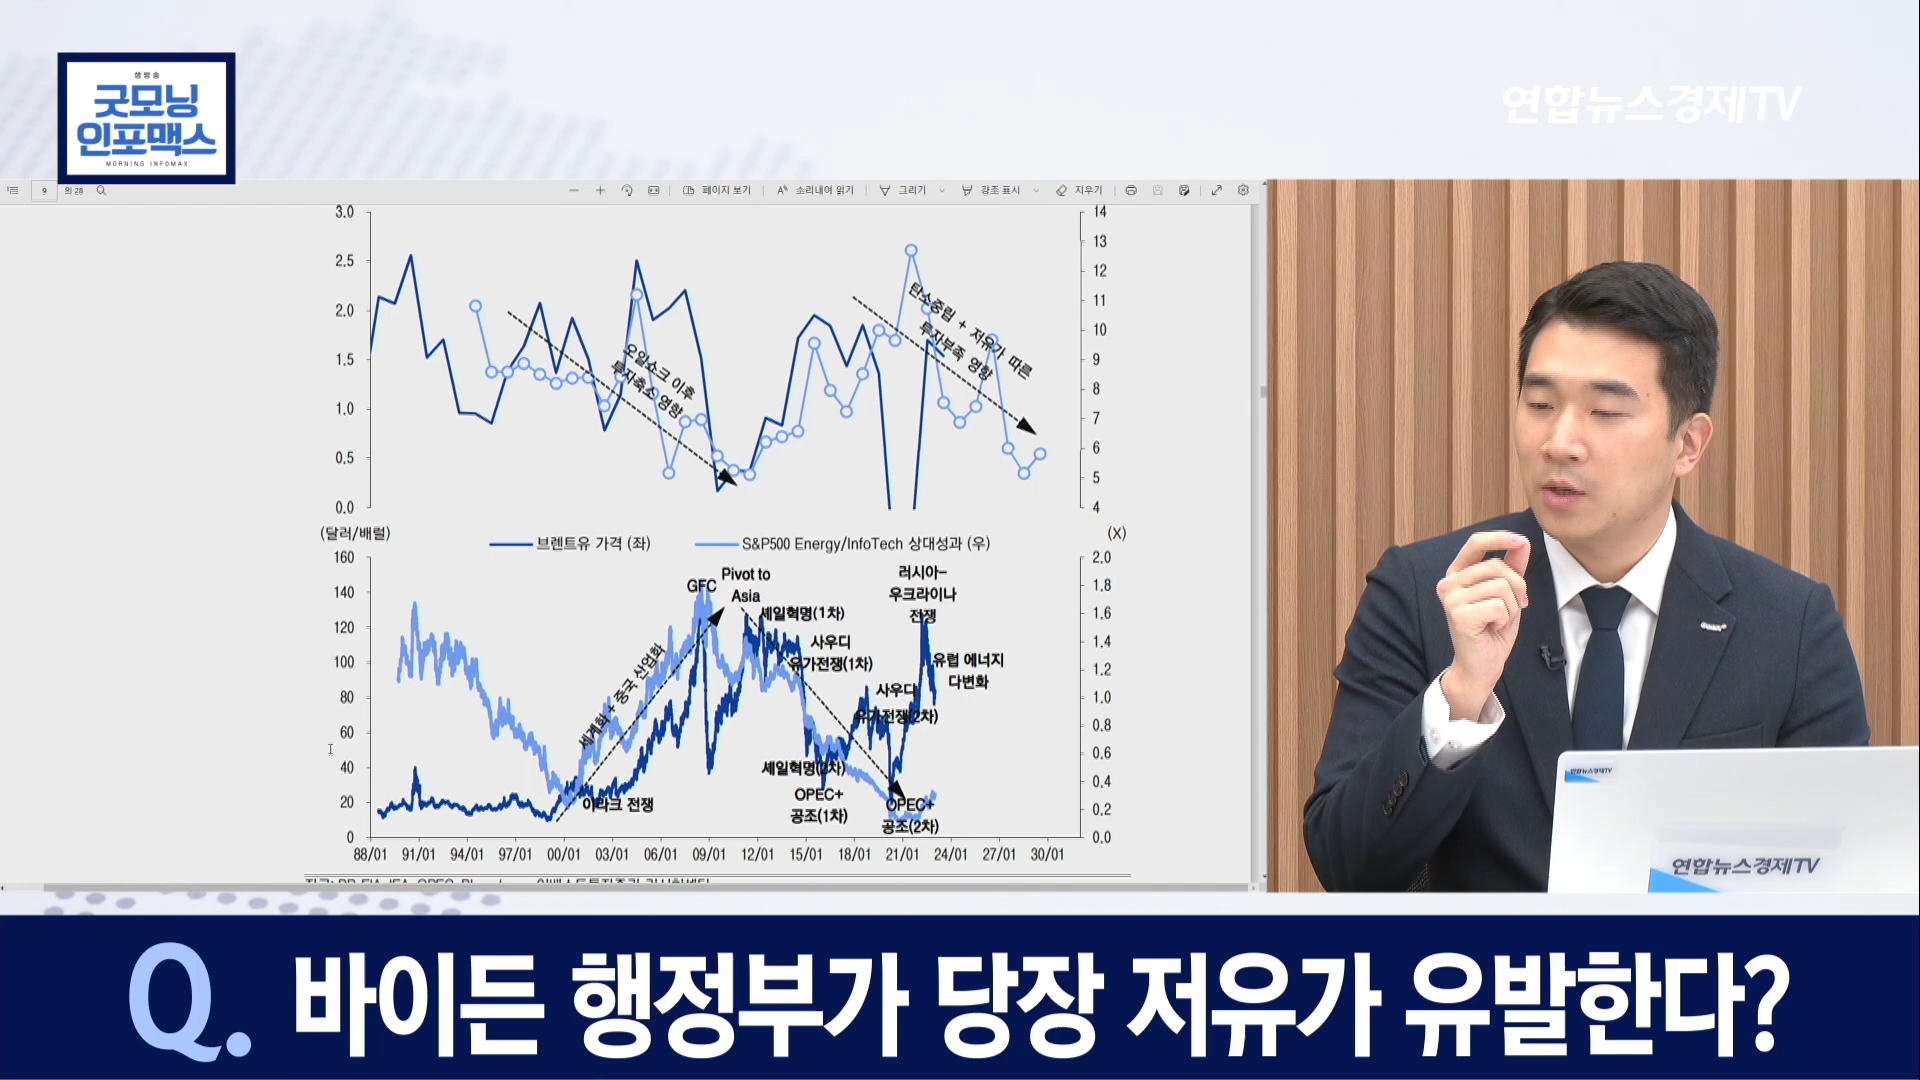 생방송
굿모닝
인포맥스
MORNING INFOMAX
연합뉴스경제TV
9 의 28
페이지 보기
소리내어 읽기
그리기
강조 표시
지우기
3.0
2.5
2.0
1.5
1.0
0.5
0.0
14
13
12
11
10
9
8
7
6
5
4
오일쇼크 이후
투자축소 영향
탄소중립 + 저유가 따른
투자부족 영향
(달러/배럴)
(X)
브렌트유 가격 (좌)
S&P500 Energy/InfoTech 상대성과 (우)
160
140
120
100
80
60
40
20
0
2.0
1.8
1.6
1.4
1.2
1.0
0.8
0.6
0.4
0.2
0.0
GFC
Pivot to
Asia
셰일혁명(1차)
사우디
유가전쟁(1차)
러시아-
우크라이나
전쟁
유럽 에너지
다변화
사우디
유가전쟁(2차)
세계화 + 중국 산업화
이라크 전쟁
셰일혁명(2차)
OPEC+
공조(1차)
OPEC+
공조(2차)
88/01 91/01 94/01 97/01 00/01 03/01 06/01 09/01 12/01 15/01 18/01 21/01 24/01 27/01 30/01
연합뉴스경제TV
연합뉴스경제TV
Q. 바이든 행정부가 당장 저유가 유발한다?